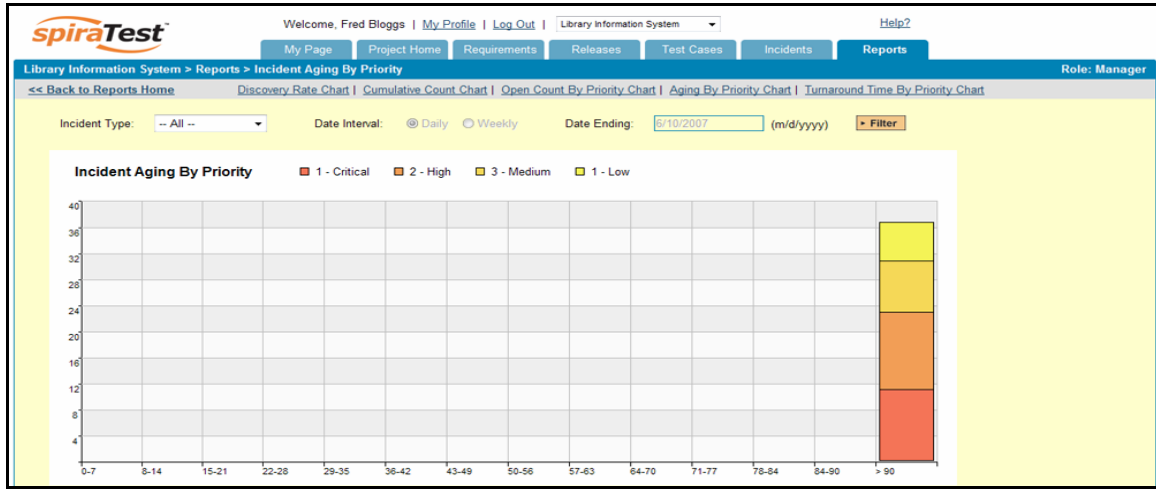 spiraTest™
Welcome, Fred Bloggs | My Profile | Log Out | Library Information System Help?
My Page Project Home Requirements Releases Test Cases Incidents Reports
Library Information System > Reports > Incident Aging By Priority Role: Manager
<< Back to Reports Home Discovery Rate Chart | Cumulative Count Chart | Open Count By Priority Chart | Aging By Priority Chart | Turnaround Time By Priority Chart
Incident Type: -- All -- Date Interval: Daily Weekly Date Ending: 6/10/2007 (m/d/yyyy) ▸ Filter
Incident Aging By Priority 1 - Critical 2 - High 3 - Medium 1 - Low
40
36
32
28
24
20
16
12
8
4
0-7 8-14 15-21 22-28 29-35 36-42 43-49 50-56 57-63 64-70 71-77 78-84 84-90 > 90